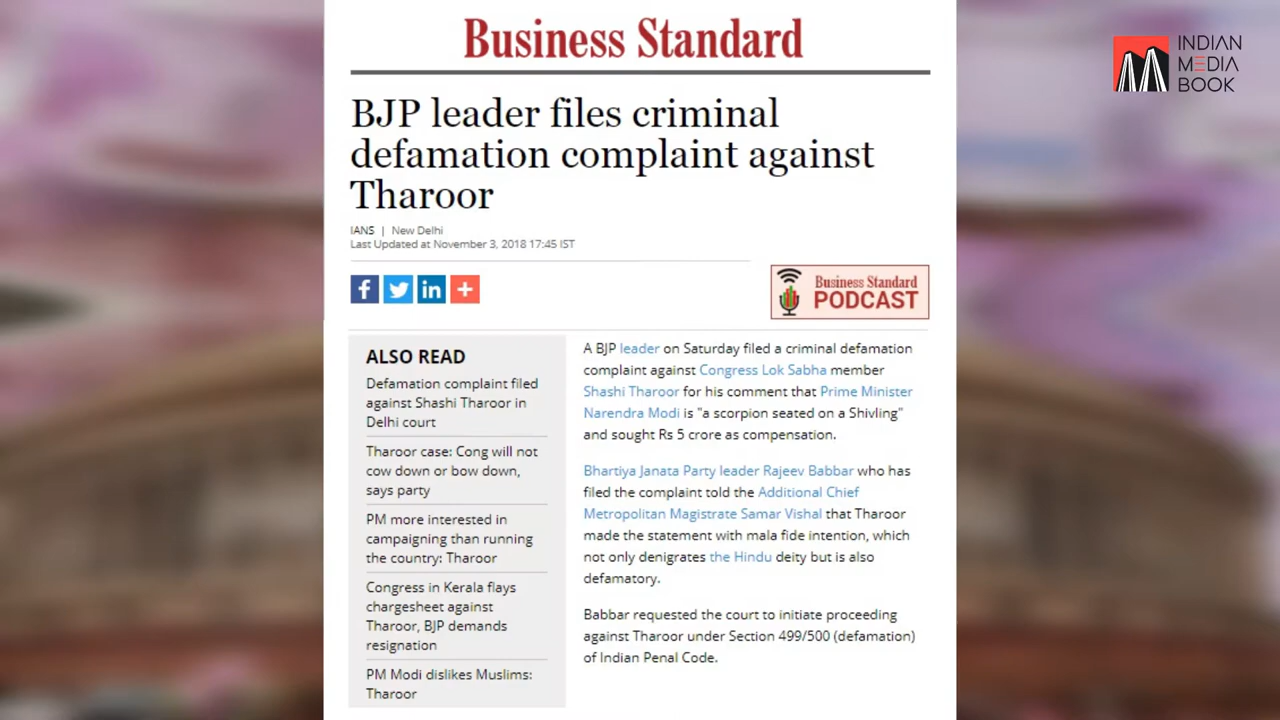 Business Standard
INDIAN
MEDIA
BOOK
BJP leader files criminal
defamation complaint against
Tharoor
IANS | New Delhi
Last Updated at November 3, 2018 17:45 IST
f in +
Business Standard
PODCAST
ALSO READ
Defamation complaint filed
against Shashi Tharoor in
Delhi court
Tharoor case: Cong will not
cow down or bow down,
says party
PM more interested in
campaigning than running
the country: Tharoor
Congress in Kerala flays
chargesheet against
Tharoor, BJP demands
resignation
PM Modi dislikes Muslims:
Tharoor
A BJP leader on Saturday filed a criminal defamation
complaint against Congress Lok Sabha member
Shashi Tharoor for his comment that Prime Minister
Narendra Modi is "a scorpion seated on a Shivling"
and sought Rs 5 crore as compensation.
Bhartiya Janata Party leader Rajeev Babbar who has
filed the complaint told the Additional Chief
Metropolitan Magistrate Samar Vishal that Tharoor
made the statement with mala fide intention, which
not only denigrates the Hindu deity but is also
defamatory.
Babbar requested the court to initiate proceeding
against Tharoor under Section 499/500 (defamation)
of Indian Penal Code.